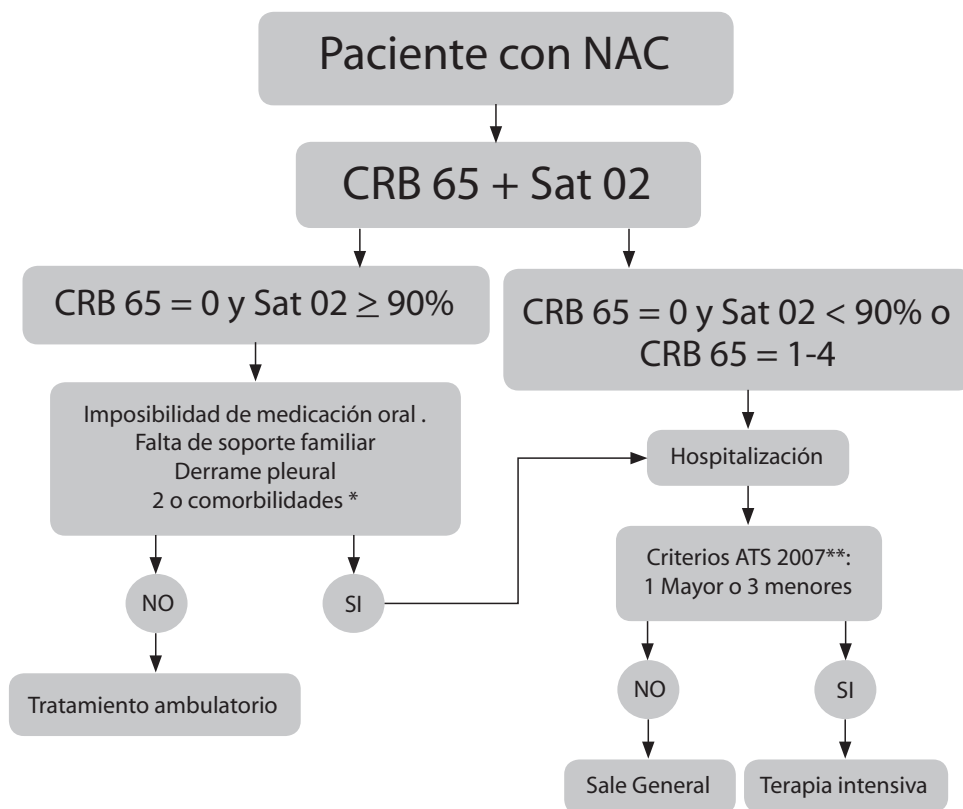 Paciente con NAC
CRB 65 + Sat 02
CRB 65 = 0 y Sat 02 ≥ 90%
CRB 65 = 0 y Sat 02 < 90% o
CRB 65 = 1-4
Imposibilidad de medicación oral .
Falta de soporte familiar
Derrame pleural
2 o comorbilidades *
Hospitalización
Criterios ATS 2007**:
1 Mayor o 3 menores
NO
SI
Tratamiento ambulatorio
NO
SI
Sale General
Terapia intensiva